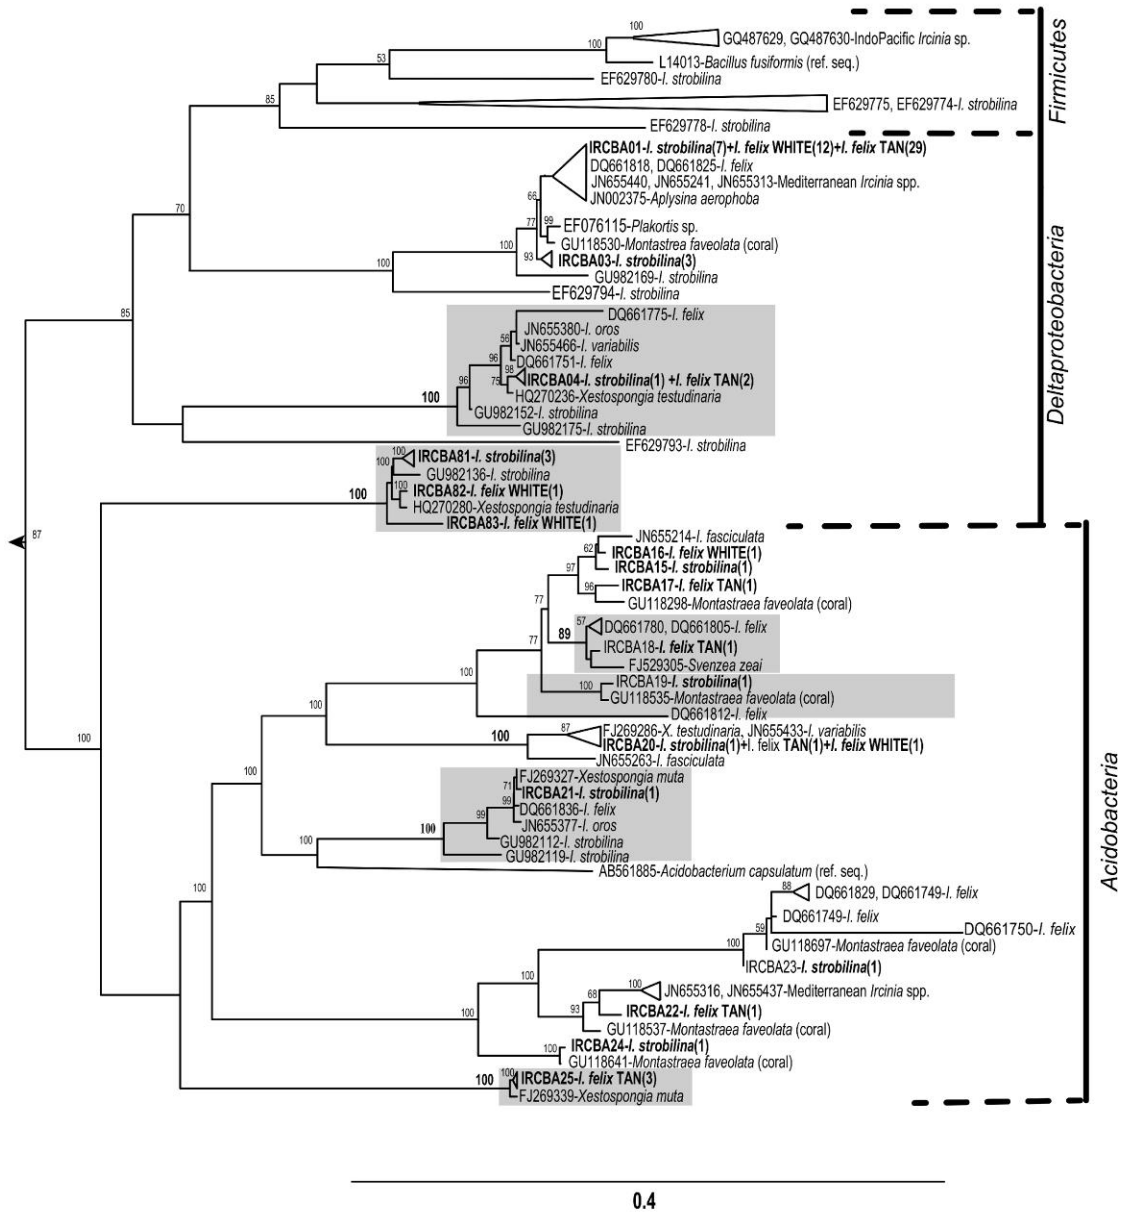 100
GQ487629, GQ487630-IndoPacific Ircinia sp.
100
L14013-Bacillus fusiformis (ref. seq.)
53
EF629780-I. strobilina
85
EF629775, EF629774-I. strobilina
EF629778-I. strobilina
Firmicutes
IRCBA01-I. strobilina(7)+I. felix WHITE(12)+I. felix TAN(29)
DQ661818, DQ661825-I. felix
JN655440, JN655241, JN655313-Mediterranean Ircinia spp.
JN002375-Aplysina aerophoba
66
70
77
99
EF076115-Plakortis sp.
GU118530-Montastrea faveolata (coral)
100
93
IRCBA03-I. strobilina(3)
100
GU982169-I. strobilina
EF629794-I. strobilina
85
DQ661775-I. felix
JN655380-I. oros
56
JN655466-I. variabilis
96
DQ661751-I. felix
98
96
75
IRCBA04-I. strobilina(1) +I. felix TAN(2)
100
HQ270236-Xestospongia testudinaria
GU982152-I. strobilina
GU982175-I. strobilina
EF629793-I. strobilina
Deltaproteobacteria
100
IRCBA81-I. strobilina(3)
100
GU982136-I. strobilina
100
100
IRCBA82-I. felix WHITE(1)
HQ270280-Xestospongia testudinaria
IRCBA83-I. felix WHITE(1)
87
JN655214-I. fasciculata
62
IRCBA16-I. felix WHITE(1)
97
IRCBA15-I. strobilina(1)
96
IRCBA17-I. felix TAN(1)
77
GU118298-Montastraea faveolata (coral)
57
DQ661780, DQ661805-I. felix
89
77
IRCBA18-I. felix TAN(1)
FJ529305-Svenzea zeai
100
100
IRCBA19-I. strobilina(1)
GU118535-Montastraea faveolata (coral)
100
DQ661812-I. felix
87
FJ269286-X. testudinaria, JN655433-I. variabilis
100
IRCBA20-I. strobilina(1)+I. felix TAN(1)+I. felix WHITE(1)
100
JN655263-I. fasciculata
100
FJ269327-Xestospongia muta
71
IRCBA21-I. strobilina(1)
99
DQ661836-I. felix
99
JN655377-I. oros
100
100
GU982112-I. strobilina
GU982119-I. strobilina
AB561885-Acidobacterium capsulatum (ref. seq.)
Acidobacteria
100
88
DQ661829, DQ661749-I. felix
DQ661749-I. felix
59
DQ661750-I. felix
100
GU118697-Montastraea faveolata (coral)
IRCBA23-I. strobilina(1)
100
100
JN655316, JN655437-Mediterranean Ircinia spp.
68
93
IRCBA22-I. felix TAN(1)
100
GU118537-Montastraea faveolata (coral)
100
IRCBA24-I. strobilina(1)
GU118641-Montastraea faveolata (coral)
100
100
IRCBA25-I. felix TAN(3)
FJ269339-Xestospongia muta
0.4